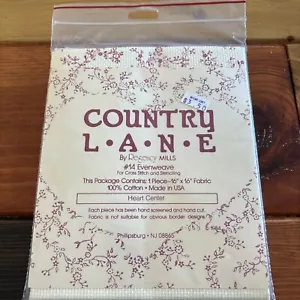 COUNTRY
L·A·N·E
By Regency MILLS
#14 Evenweave
For Cross Stitch and Stenciling
This Package Contains: 1 Piece-16" x 16" Fabric
100% Cotton • Made in USA
Heart Center
Each piece has been hand screened and hand cut.
Fabric is not suitable for obvious border designs.
Phillipsburg • NJ 08865